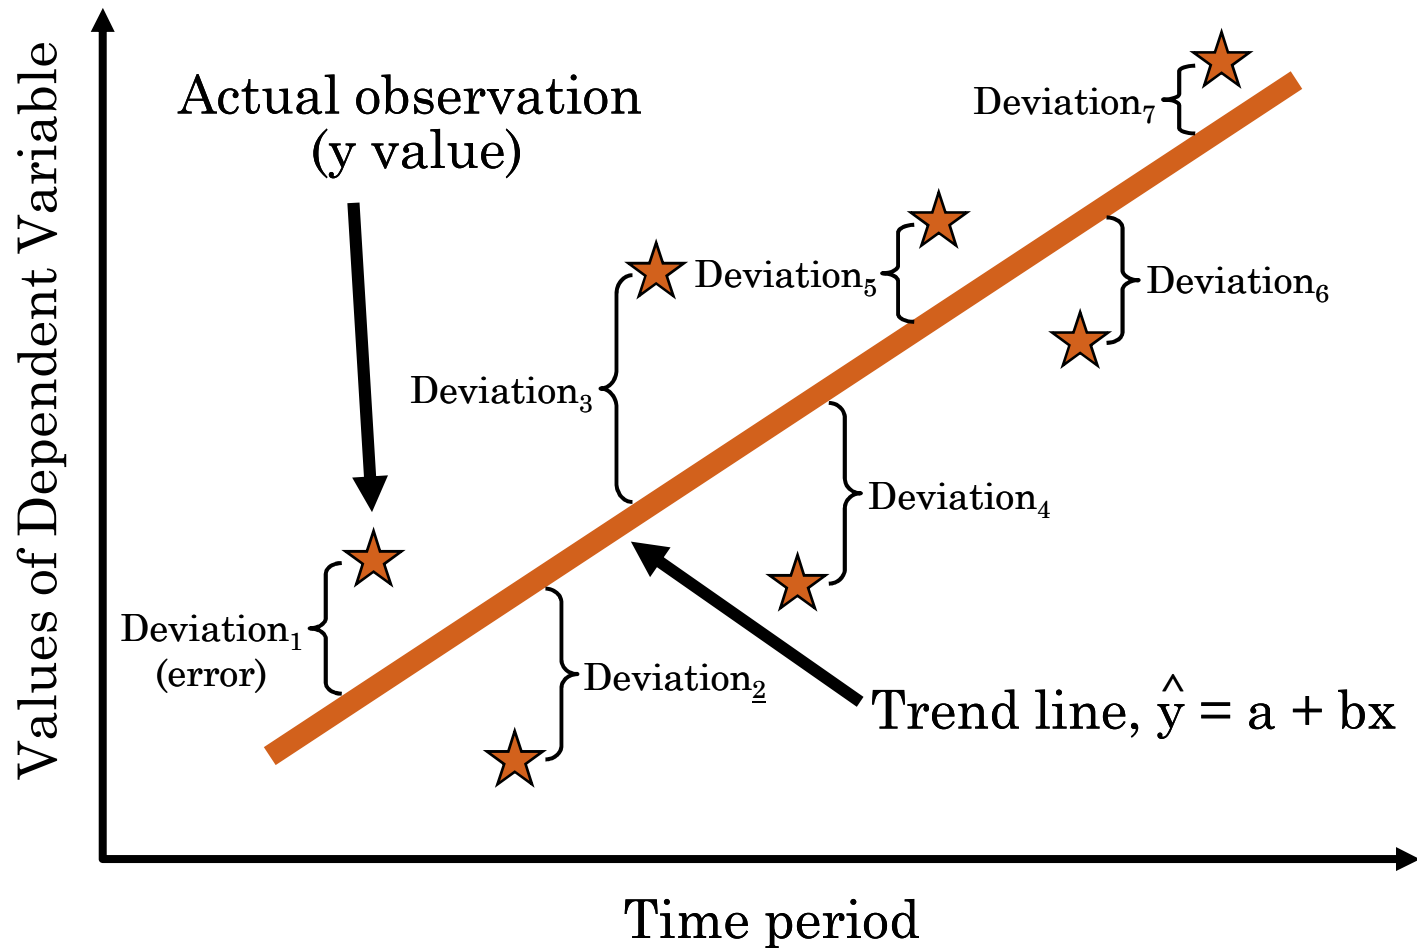 Values of Dependent Variable
Actual observation
(y value)
Deviation₇
Deviation₅
Deviation₆
Deviation₃
Deviation₄
Deviation₁
(error)
Deviation₂
Trend line, ŷ = a + bx
Time period